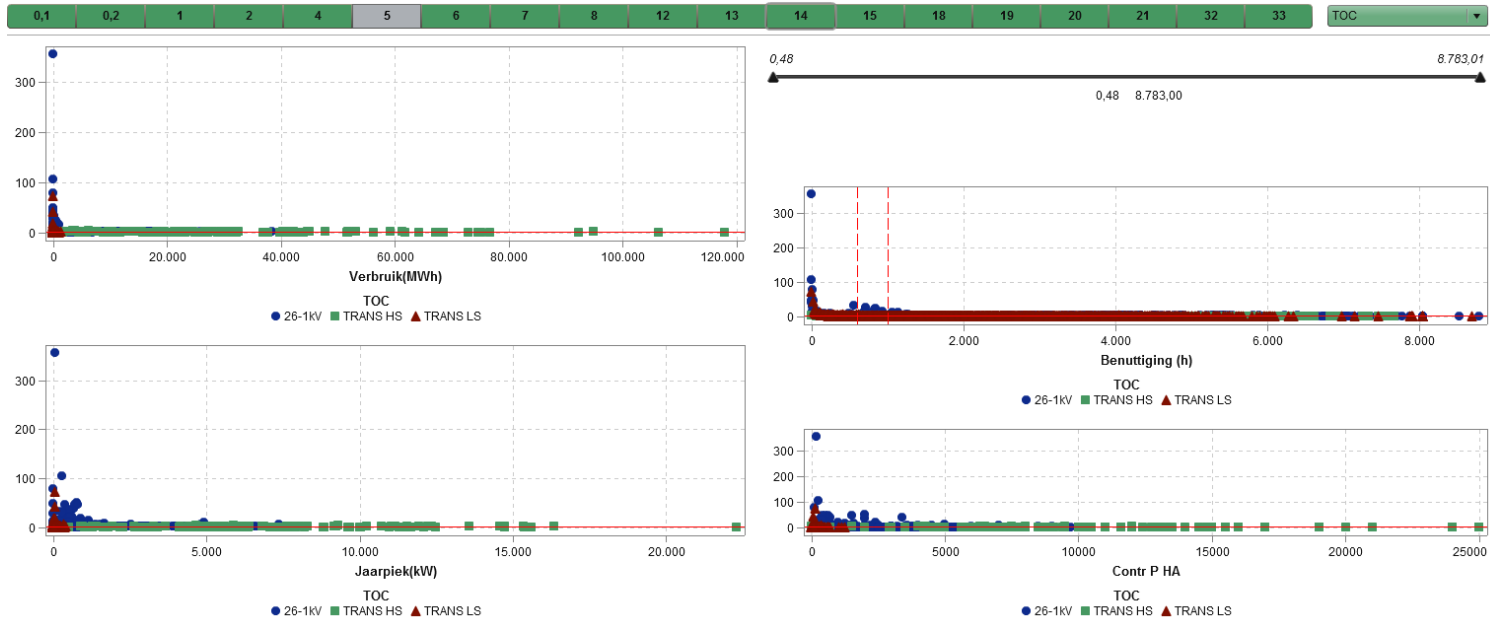 0,1 0,2 1 2 4 5 6 7 8 12 13 14 15 18 19 20 21 32 33 TOC
300
200
100
0
0 20.000 40.000 60.000 80.000 100.000 120.000
Verbruik(MWh)
TOC
26-1kV TRANS HS TRANS LS
0,48 8.783,01
0,48 8.783,00
300
200
100
0
0 2.000 4.000 6.000 8.000
Benuttiging (h)
TOC
26-1kV TRANS HS TRANS LS
300
200
100
0
0 5.000 10.000 15.000 20.000
Jaarpiek(kW)
TOC
26-1kV TRANS HS TRANS LS
300
200
100
0
0 5000 10000 15000 20000 25000
Contr P HA
TOC
26-1kV TRANS HS TRANS LS